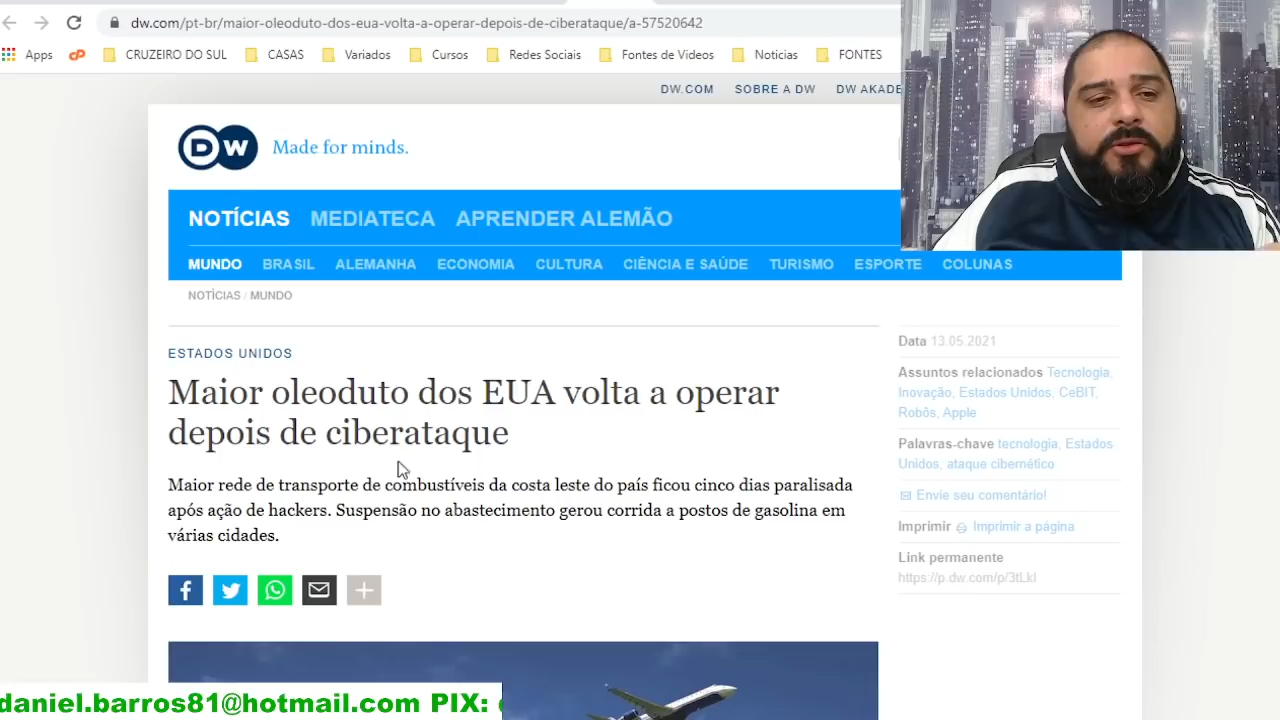 dw.com/pt-br/maior-oleoduto-dos-eua-volta-a-operar-depois-de-ciberataque/a-57520642
Apps CRUZEIRO DO SUL CASAS Variados Cursos Redes Sociais Fontes de Videos Noticias FONTES
DW.COM SOBRE A DW DW AKADE
DW Made for minds.
NOTÍCIAS MEDIATECA APRENDER ALEMÃO
MUNDO BRASIL ALEMANHA ECONOMIA CULTURA CIÊNCIA E SAÚDE TURISMO ESPORTE COLUNAS
NOTÍCIAS / MUNDO
ESTADOS UNIDOS
Maior oleoduto dos EUA volta a operar
depois de ciberataque
Maior rede de transporte de combustíveis da costa leste do país ficou cinco dias paralisada
após ação de hackers. Suspensão no abastecimento gerou corrida a postos de gasolina em
várias cidades.
Data 13.05.2021
Assuntos relacionados Tecnologia,
Inovação, Estados Unidos, CeBIT,
Robôs, Apple
Palavras-chave tecnologia, Estados
Unidos, ataque cibernético
Envie seu comentário!
Imprimir Imprimir a página
Link permanente
https://p.dw.com/p/3tLkI
daniel.barros81@hotmail.com PIX: